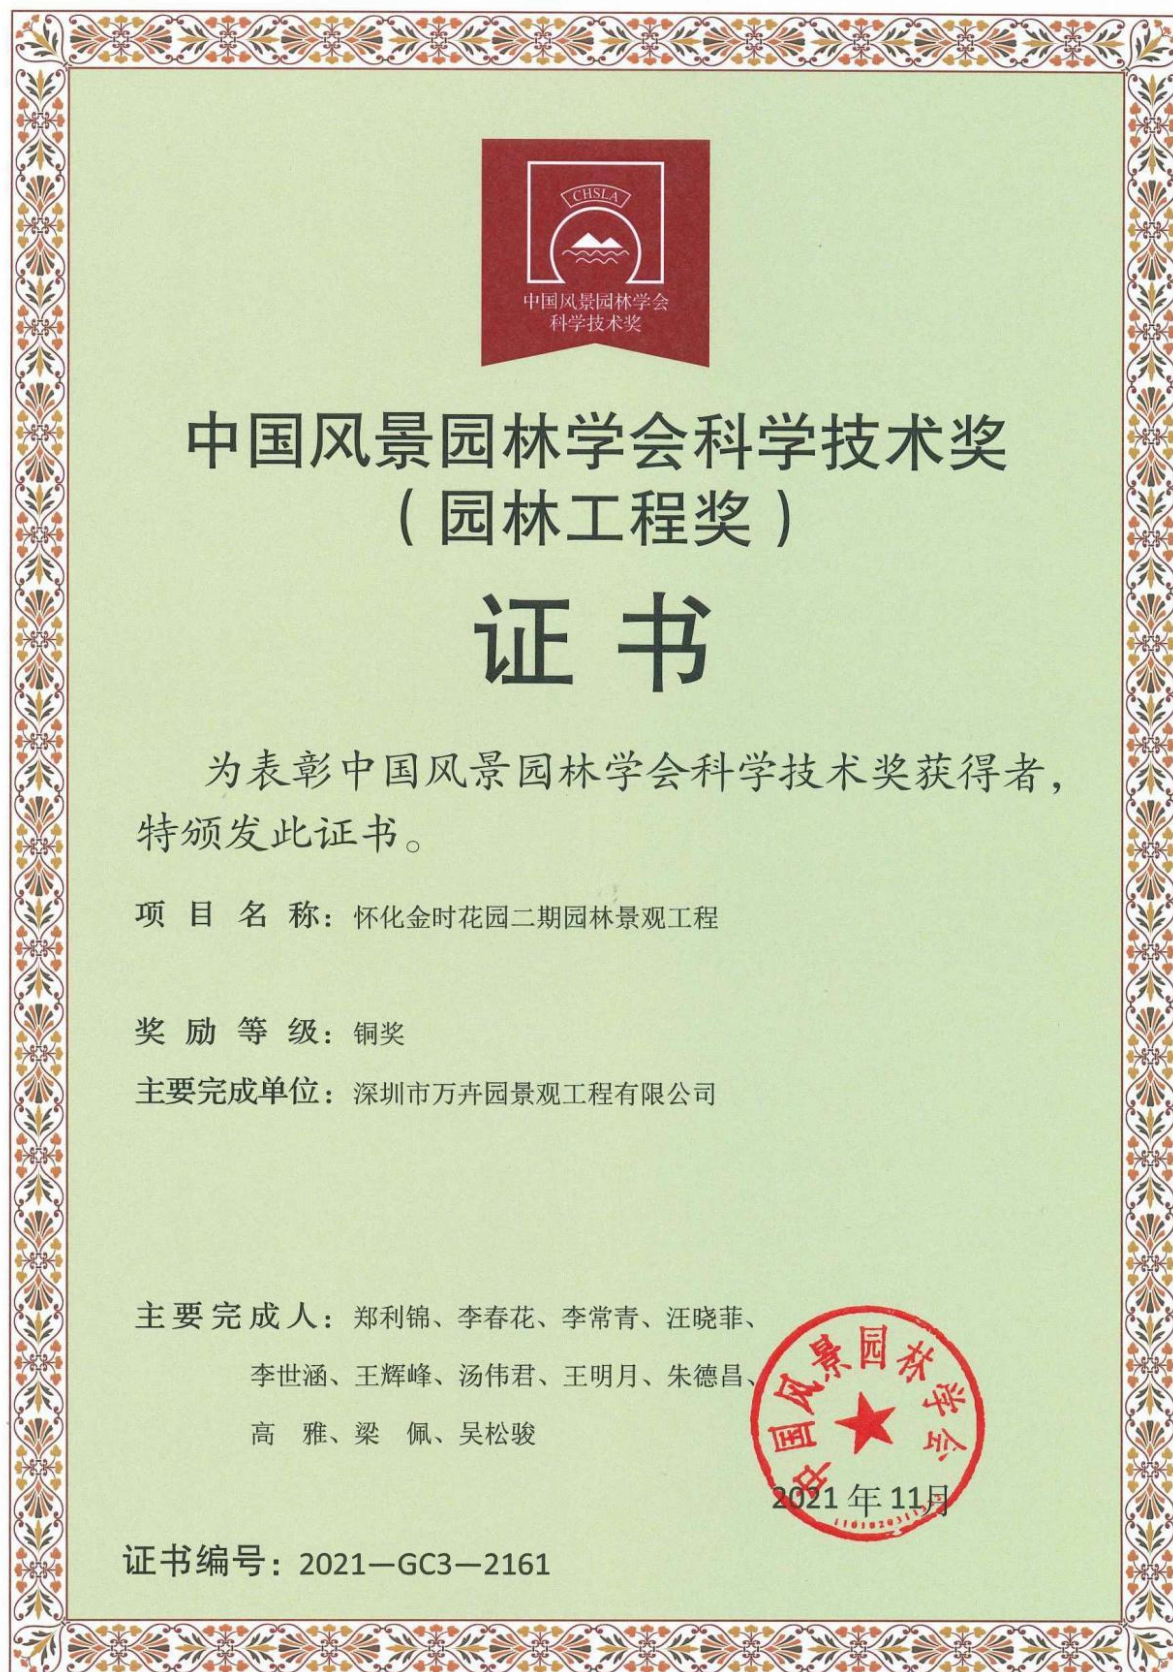 CHSLA
中国风景园林学会
科学技术奖
中国风景园林学会科学技术奖
（园林工程奖）
证书
为表彰中国风景园林学会科学技术奖获得者，
特颁发此证书。
项目名称：怀化金时花园二期园林景观工程
奖励等级：铜奖
主要完成单位：深圳市万卉园景观工程有限公司
主要完成人：郑利锦、李春花、李常青、汪晓菲、
李世涵、王辉峰、汤伟君、王明月、朱德昌、
高 雅、梁 佩、吴松骏
中国风景园林学会
2021年11月
证书编号：2021—GC3—2161